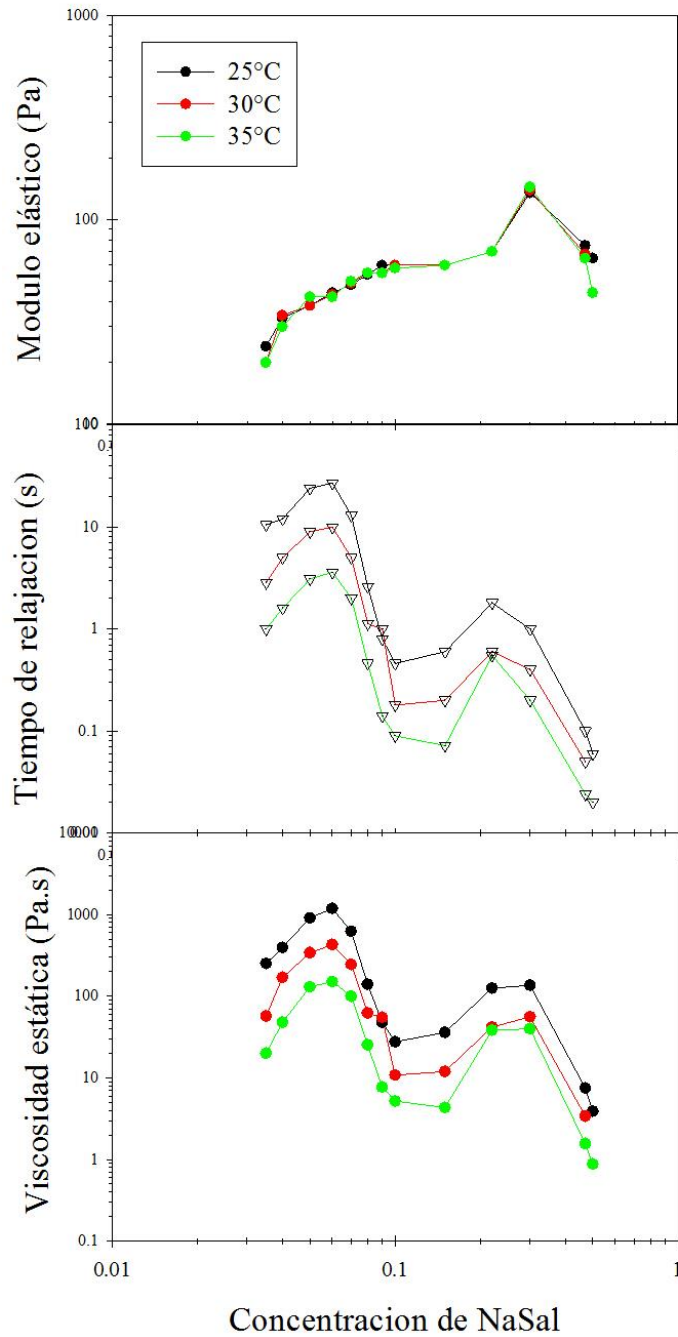 1000
25°C
30°C
35°C
Modulo elástico (Pa)
100
10
Tiempo de relajacion (s)
10
1
0.1
Viscosidad estática (Pa.s)
1000
100
10
1
0.1
0.01
0.1
1
Concentracion de NaSal